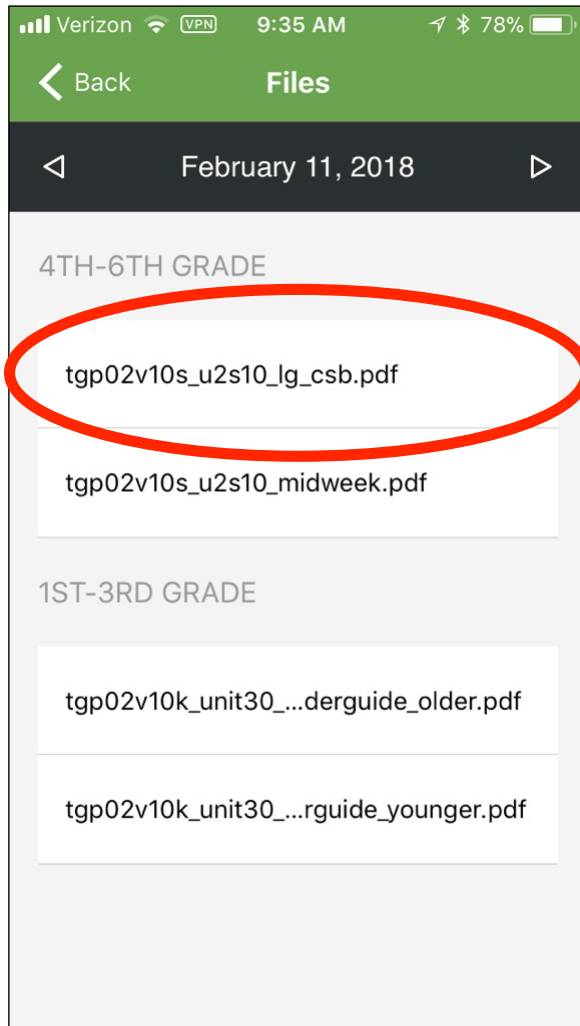 Verizon VPN 9:35 AM 78%
Back Files
February 11, 2018
4TH-6TH GRADE
tgp02v10s_u2s10_lg_csb.pdf
tgp02v10s_u2s10_midweek.pdf
1ST-3RD GRADE
tgp02v10k_unit30_...derguide_older.pdf
tgp02v10k_unit30_...rguide_younger.pdf